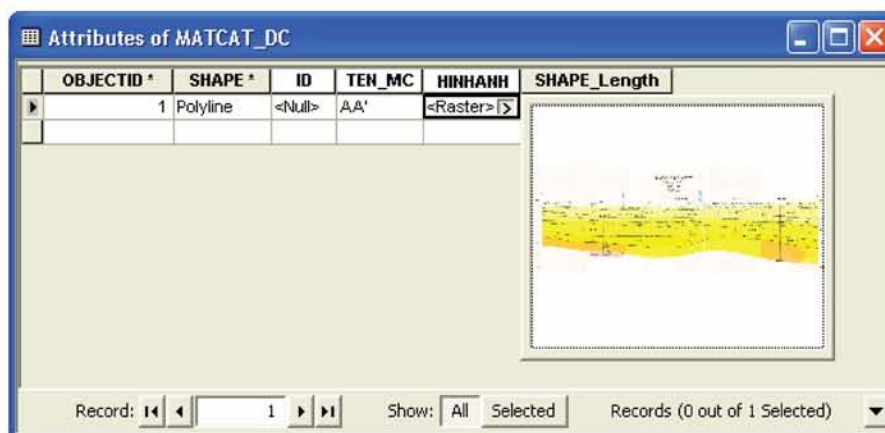 Attributes of MATCAT_DC
OBJECTID * SHAPE * ID TEN_MC HINHANH SHAPE_Length
1 Polyline <Null> AA' <Raster>
Record: 1 Show: All Selected Records (0 out of 1 Selected)